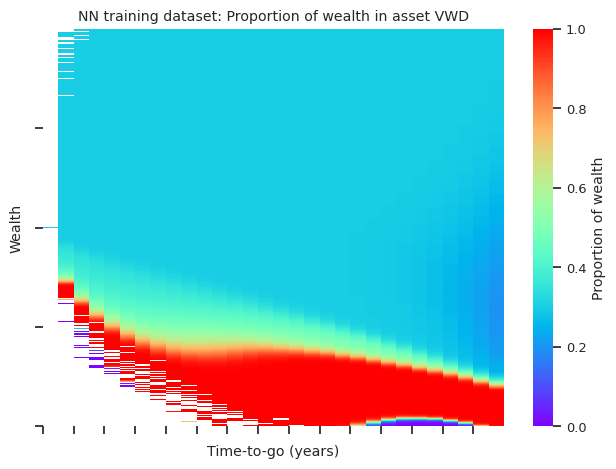 NN training dataset: Proportion of wealth in asset VWD
Wealth
Time-to-go (years)
1.0
0.8
0.6
0.4
0.2
0.0
Proportion of wealth